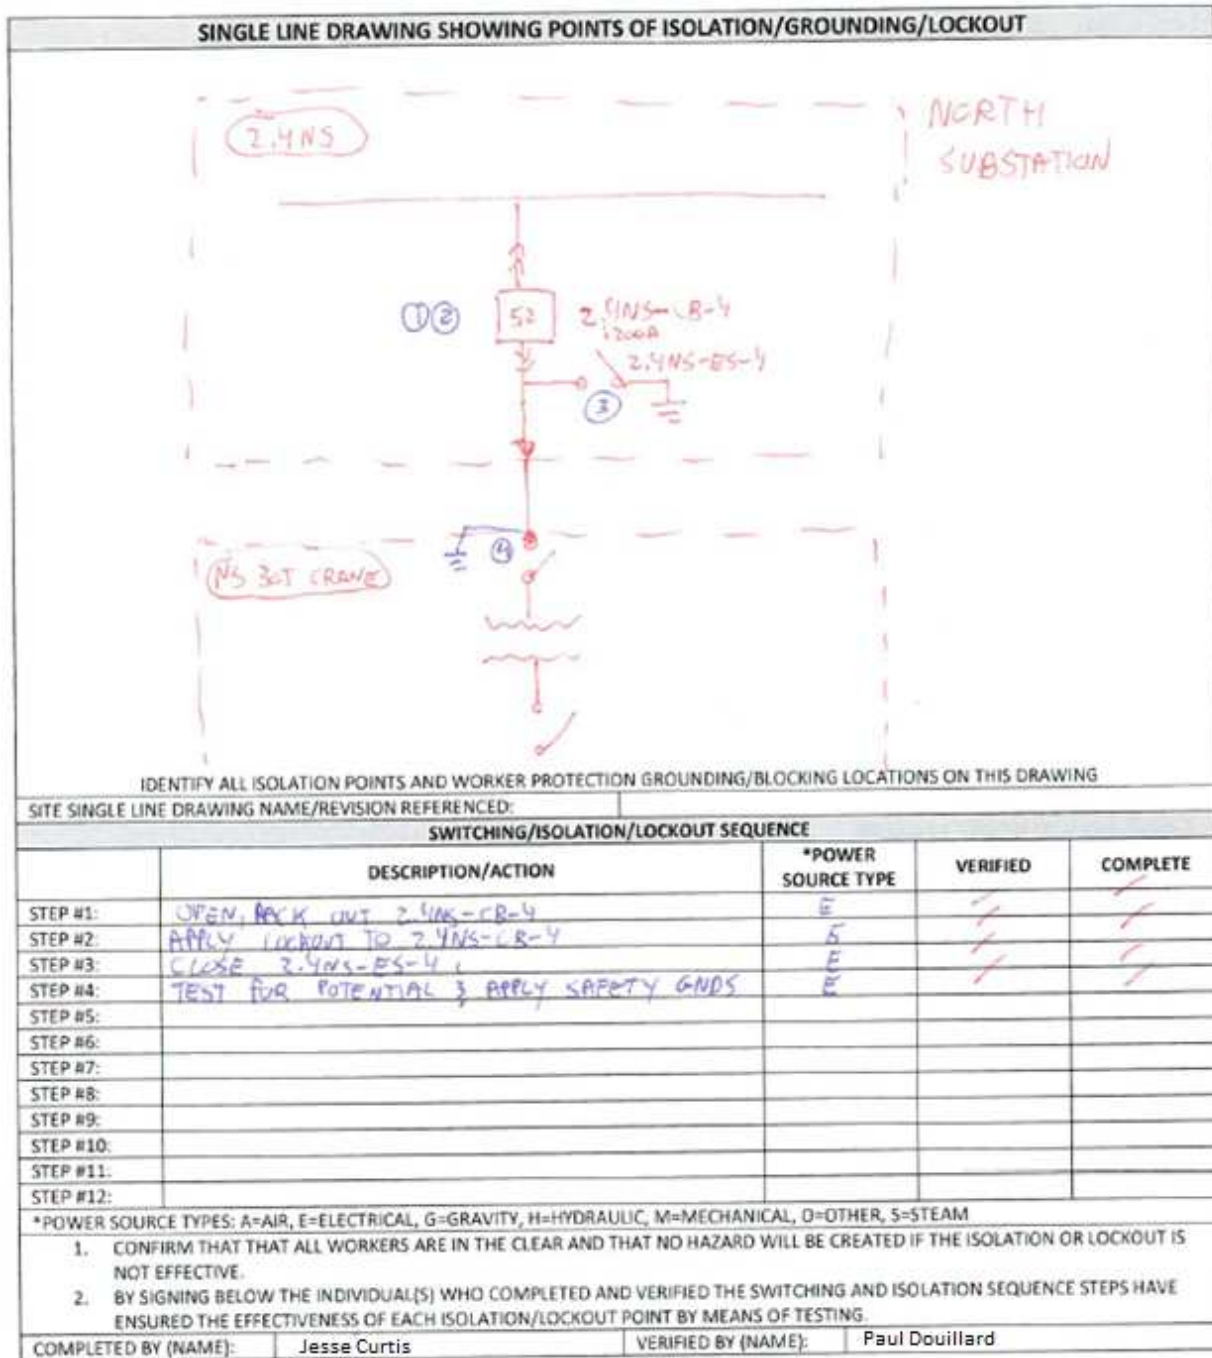 SINGLE LINE DRAWING SHOWING POINTS OF ISOLATION/GROUNDING/LOCKOUT
2.4NS
NORTH
SUBSTATION
1 2
52
2.4NS-CB-4
1200A
2.4NS-ES-4
3
4
NS 30T CRANE
IDENTIFY ALL ISOLATION POINTS AND WORKER PROTECTION GROUNDING/BLOCKING LOCATIONS ON THIS DRAWING
SITE SINGLE LINE DRAWING NAME/REVISION REFERENCED:
SWITCHING/ISOLATION/LOCKOUT SEQUENCE
DESCRIPTION/ACTION *POWER SOURCE TYPE VERIFIED COMPLETE
STEP #1: OPEN, RACK OUT 2.4NS-CB-4 E
STEP #2: APPLY LOCKOUT TO 2.4NS-CB-4 E
STEP #3: CLOSE 2.4NS-ES-4 E
STEP #4: TEST FOR POTENTIAL & APPLY SAFETY GNDS E
STEP #5:
STEP #6:
STEP #7:
STEP #8:
STEP #9:
STEP #10:
STEP #11:
STEP #12:
*POWER SOURCE TYPES: A=AIR, E=ELECTRICAL, G=GRAVITY, H=HYDRAULIC, M=MECHANICAL, O=OTHER, S=STEAM
1. CONFIRM THAT THAT ALL WORKERS ARE IN THE CLEAR AND THAT NO HAZARD WILL BE CREATED IF THE ISOLATION OR LOCKOUT IS
NOT EFFECTIVE.
2. BY SIGNING BELOW THE INDIVIDUAL(S) WHO COMPLETED AND VERIFIED THE SWITCHING AND ISOLATION SEQUENCE STEPS HAVE
ENSURED THE EFFECTIVENESS OF EACH ISOLATION/LOCKOUT POINT BY MEANS OF TESTING.
COMPLETED BY (NAME): Jesse Curtis VERIFIED BY (NAME): Paul Douillard